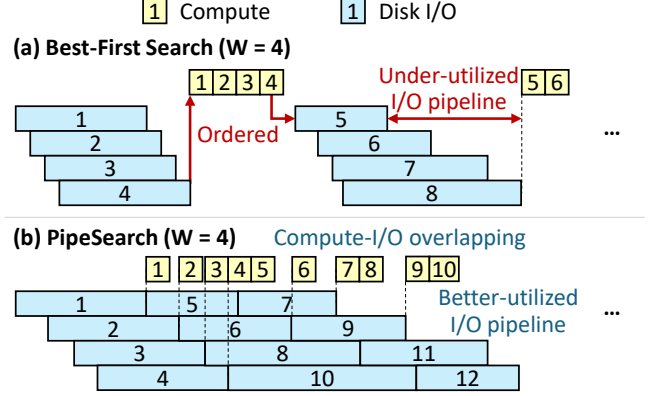 1 Compute 1 Disk I/O
(a) Best-First Search (W = 4)
1 2 3 4
Under-utilized
I/O pipeline
5 6
Ordered
1
2
3
4
5
6
7
8
...
(b) PipeSearch (W = 4) Compute-I/O overlapping
1 2 3 4 5 6 7 8 9 10
Better-utilized
I/O pipeline
...
1 5 7
2 6 9
3 8 11
4 10 12